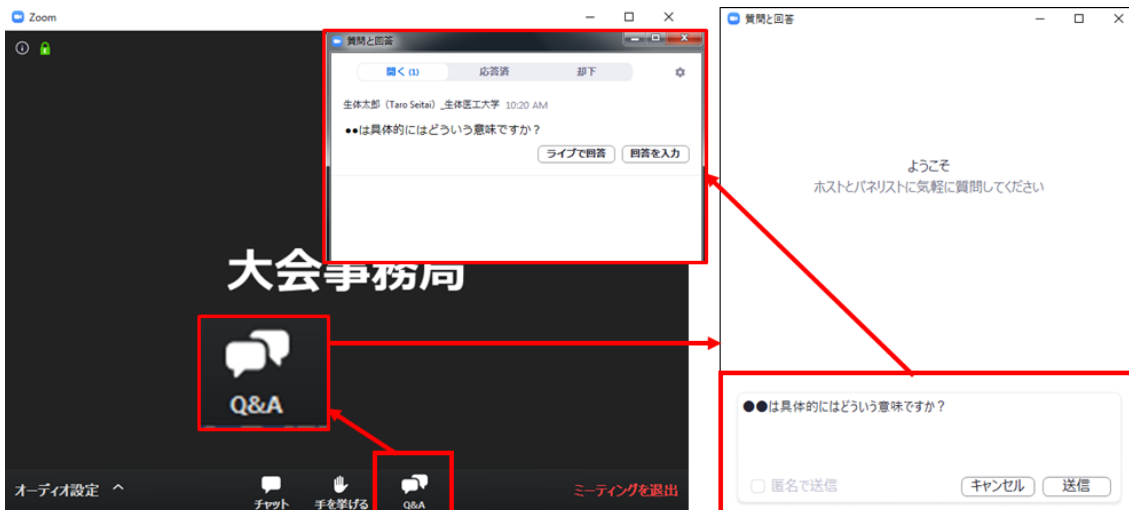 Zoom
質問と回答
開く (1)
応答済
却下
生体太郎（Taro Seitai）_生体医工大学 10:20 AM
●●は具体的にはどういう意味ですか？
ライブで回答
回答を入力
大会事務局
Q&A
オーディオ設定
チャット
手を挙げる
Q&A
ミーティングを退出
質問と回答
ようこそ
ホストとパネリストに気軽に質問してください
●●は具体的にはどういう意味ですか？
匿名で送信
キャンセル
送信